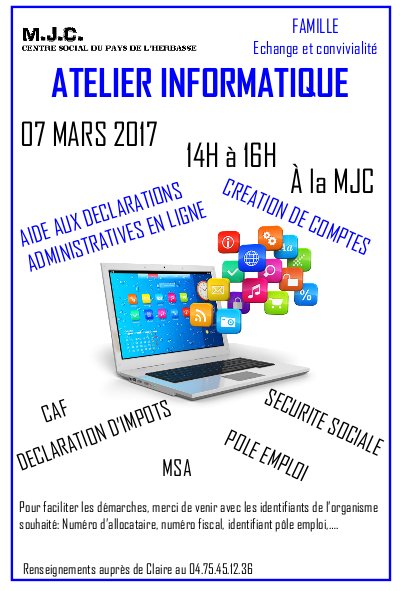 M.J.C.
CENTRE SOCIAL DU PAYS DE L'HERBASSE
FAMILLE
Echange et convivialité
ATELIER INFORMATIQUE
07 MARS 2017
14H à 16H
À la MJC
AIDE AUX DECLARATIONS
ADMINISTRATIVES EN LIGNE
CREATION DE COMPTES
Aa
%
CAF
DECLARATION D'IMPOTS
MSA
SECURITE SOCIALE
POLE EMPLOI
Pour faciliter les démarches, merci de venir avec les identifiants de l'organisme
souhaité: Numéro d'allocataire, numéro fiscal, identifiant pôle emploi,....
Renseignements auprès de Claire au 04.75.45.12.36